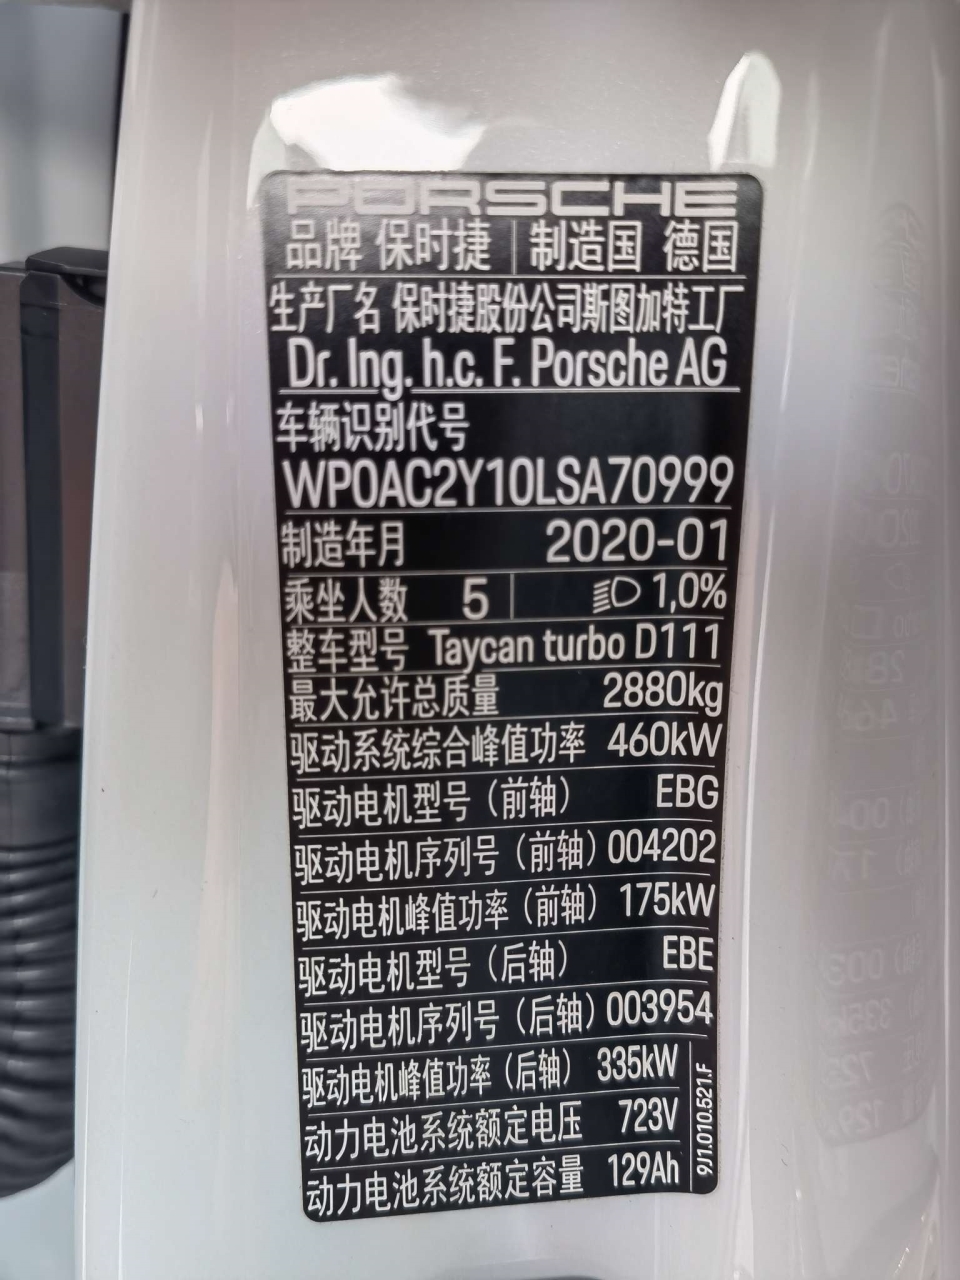 PORSCHE
品牌 保时捷 制造国 德国
生产厂名 保时捷股份公司斯图加特工厂
Dr. Ing. h.c. F. Porsche AG
车辆识别代号
WP0AC2Y10LSA70999
制造年月 2020-01
乘坐人数 5 1,0%
整车型号 Taycan turbo D111
最大允许总质量 2880kg
驱动系统综合峰值功率 460kW
驱动电机型号（前轴） EBG
驱动电机序列号（前轴） 004202
驱动电机峰值功率（前轴） 175kW
驱动电机型号（后轴） EBE
驱动电机序列号（后轴） 003954
驱动电机峰值功率（后轴） 335kW
动力电池系统额定电压 723V
动力电池系统额定容量 129Ah
9J1.010.521.F